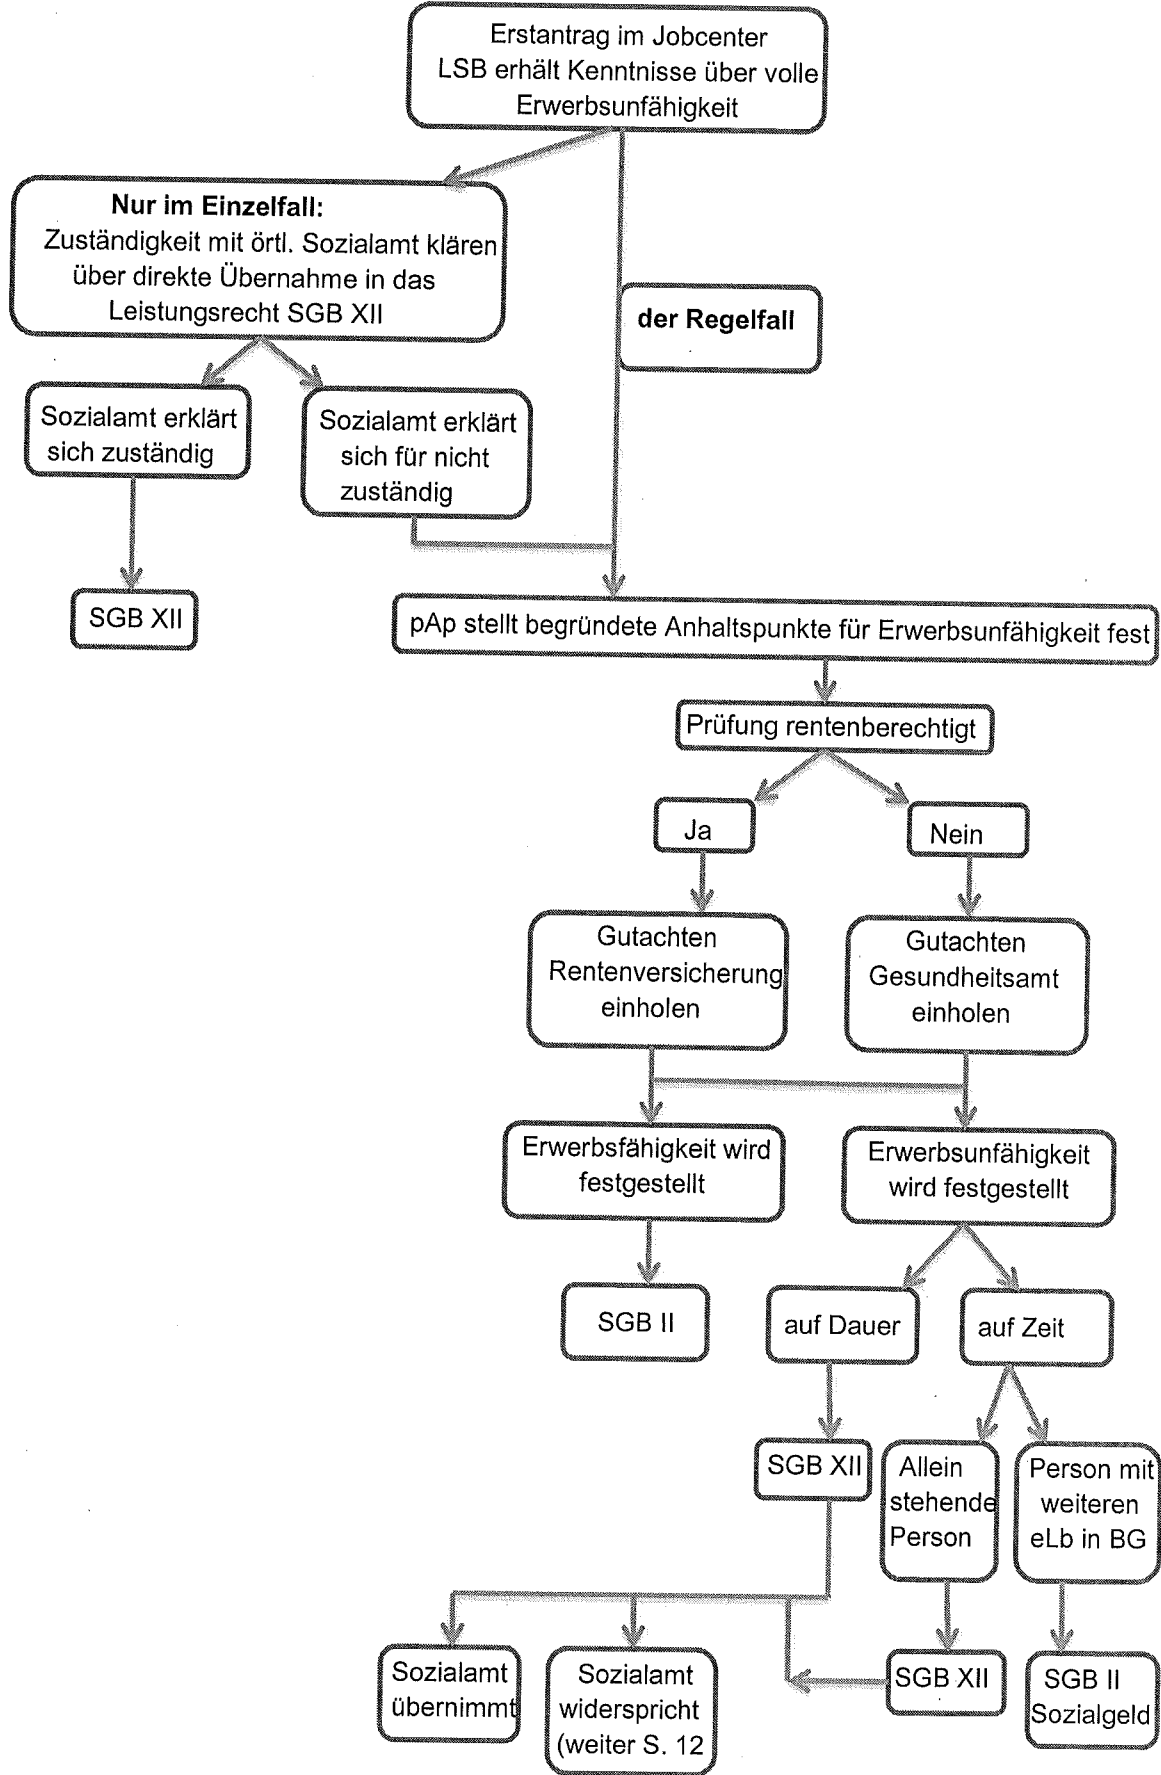 Erstantrag im Jobcenter
LSB erhält Kenntnisse über volle
Erwerbsunfähigkeit
Nur im Einzelfall:
Zuständigkeit mit örtl. Sozialamt klären
über direkte Übernahme in das
Leistungsrecht SGB XII
der Regelfall
Sozialamt erklärt
sich zuständig
Sozialamt erklärt
sich für nicht
zuständig
SGB XII
pAp stellt begründete Anhaltspunkte für Erwerbsunfähigkeit fest
Prüfung rentenberechtigt
Ja
Nein
Gutachten
Rentenversicherung
einholen
Gutachten
Gesundheitsamt
einholen
Erwerbsfähigkeit wird
festgestellt
Erwerbsunfähigkeit
wird festgestellt
SGB II
auf Dauer
auf Zeit
SGB XII
Allein
stehende
Person
Person mit
weiteren
eLb in BG
Sozialamt
übernimmt
Sozialamt
widerspricht
(weiter S. 12
SGB XII
SGB II
Sozialgeld